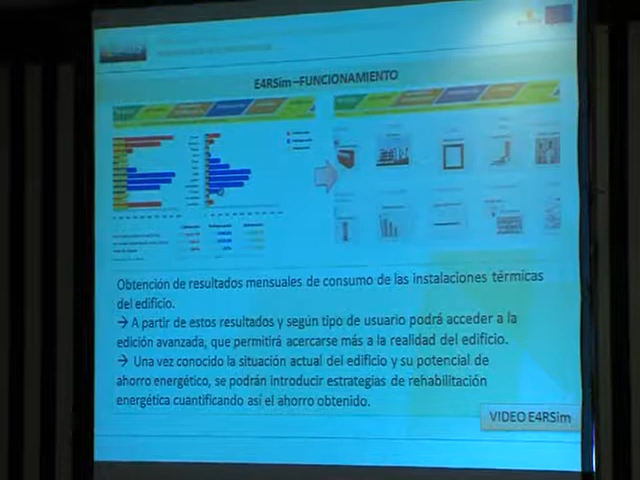 E4RSim –FUNCIONAMIENTO
Obtención de resultados mensuales de consumo de las instalaciones térmicas
del edificio.
→ A partir de estos resultados y según tipo de usuario podrá acceder a la
edición avanzada, que permitirá acercarse más a la realidad del edificio.
→ Una vez conocido la situación actual del edificio y su potencial de
ahorro energético, se podrán introducir estrategias de rehabilitación
energética cuantificando así el ahorro obtenido.
VIDEO E4RSim